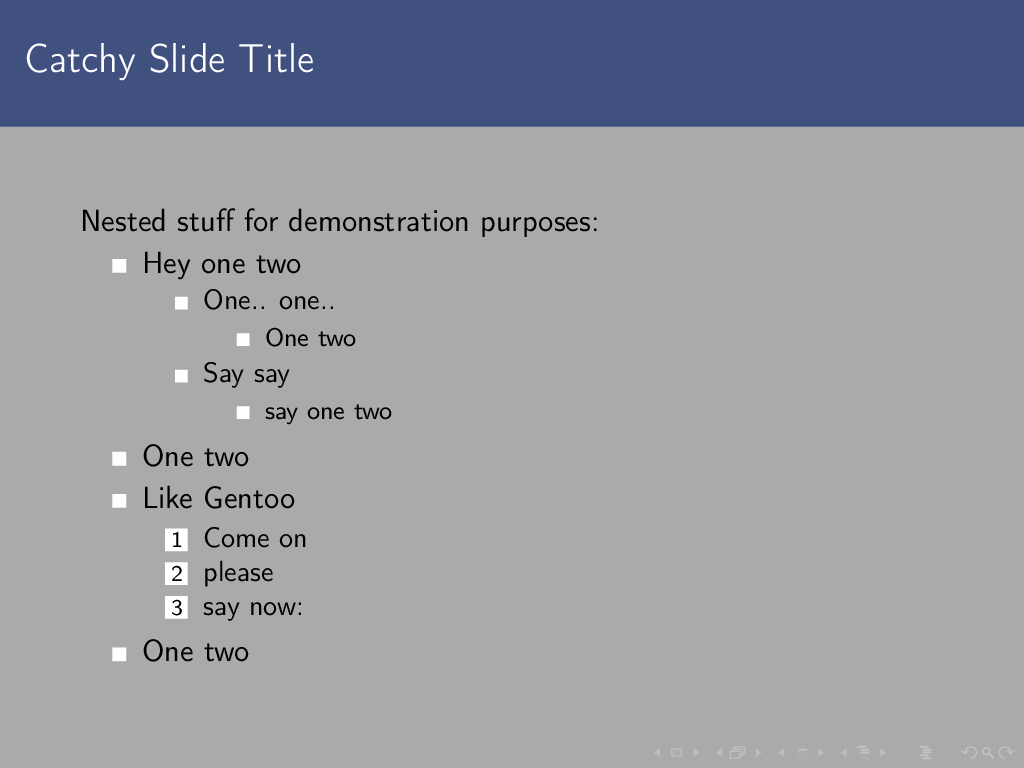 Catchy Slide Title
Nested stuff for demonstration purposes:
Hey one two
One.. one..
One two
Say say
say one two
One two
Like Gentoo
1 Come on
2 please
3 say now:
One two